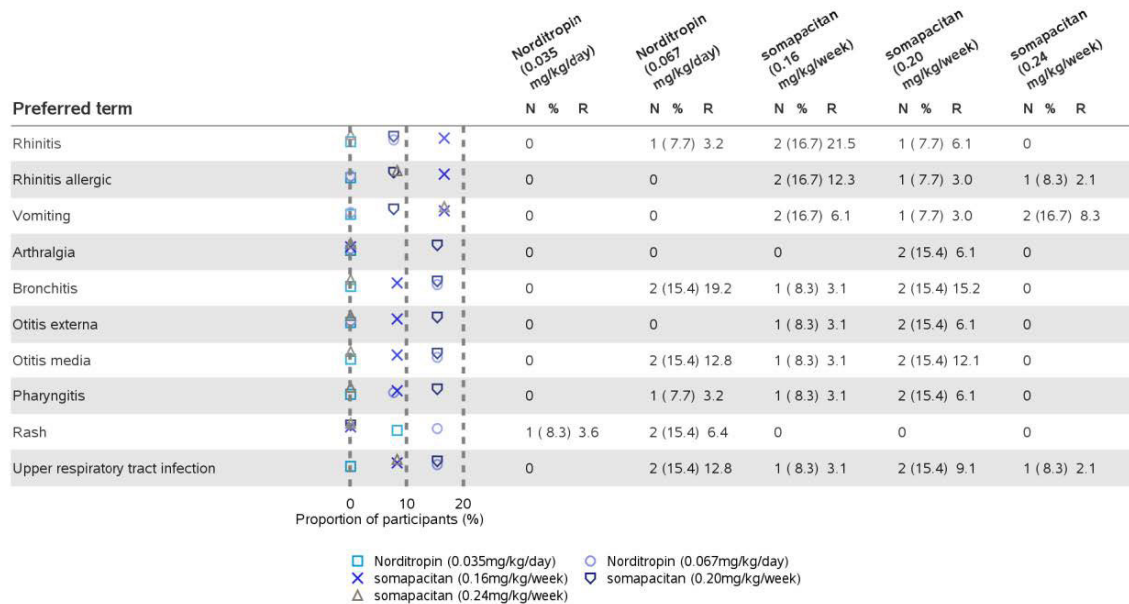 Norditropin (0.035 mg/kg/day)
Norditropin (0.067 mg/kg/day)
somapacitan (0.16 mg/kg/week)
somapacitan (0.20 mg/kg/week)
somapacitan (0.24 mg/kg/week)
Preferred term N % R N % R N % R N % R N % R
Rhinitis 0 1 ( 7.7) 3.2 2 (16.7) 21.5 1 ( 7.7) 6.1 0
Rhinitis allergic 0 0 2 (16.7) 12.3 1 ( 7.7) 3.0 1 ( 8.3) 2.1
Vomiting 0 0 2 (16.7) 6.1 1 ( 7.7) 3.0 2 (16.7) 8.3
Arthralgia 0 0 0 2 (15.4) 6.1 0
Bronchitis 0 2 (15.4) 19.2 1 ( 8.3) 3.1 2 (15.4) 15.2 0
Otitis externa 0 0 1 ( 8.3) 3.1 2 (15.4) 6.1 0
Otitis media 0 2 (15.4) 12.8 1 ( 8.3) 3.1 2 (15.4) 12.1 0
Pharyngitis 0 1 ( 7.7) 3.2 1 ( 8.3) 3.1 2 (15.4) 6.1 0
Rash 1 ( 8.3) 3.6 2 (15.4) 6.4 0 0 0
Upper respiratory tract infection 0 2 (15.4) 12.8 1 ( 8.3) 3.1 2 (15.4) 9.1 1 ( 8.3) 2.1
0 10 20
Proportion of participants (%)
Norditropin (0.035mg/kg/day) Norditropin (0.067mg/kg/day)
somapacitan (0.16mg/kg/week) somapacitan (0.20mg/kg/week)
somapacitan (0.24mg/kg/week)